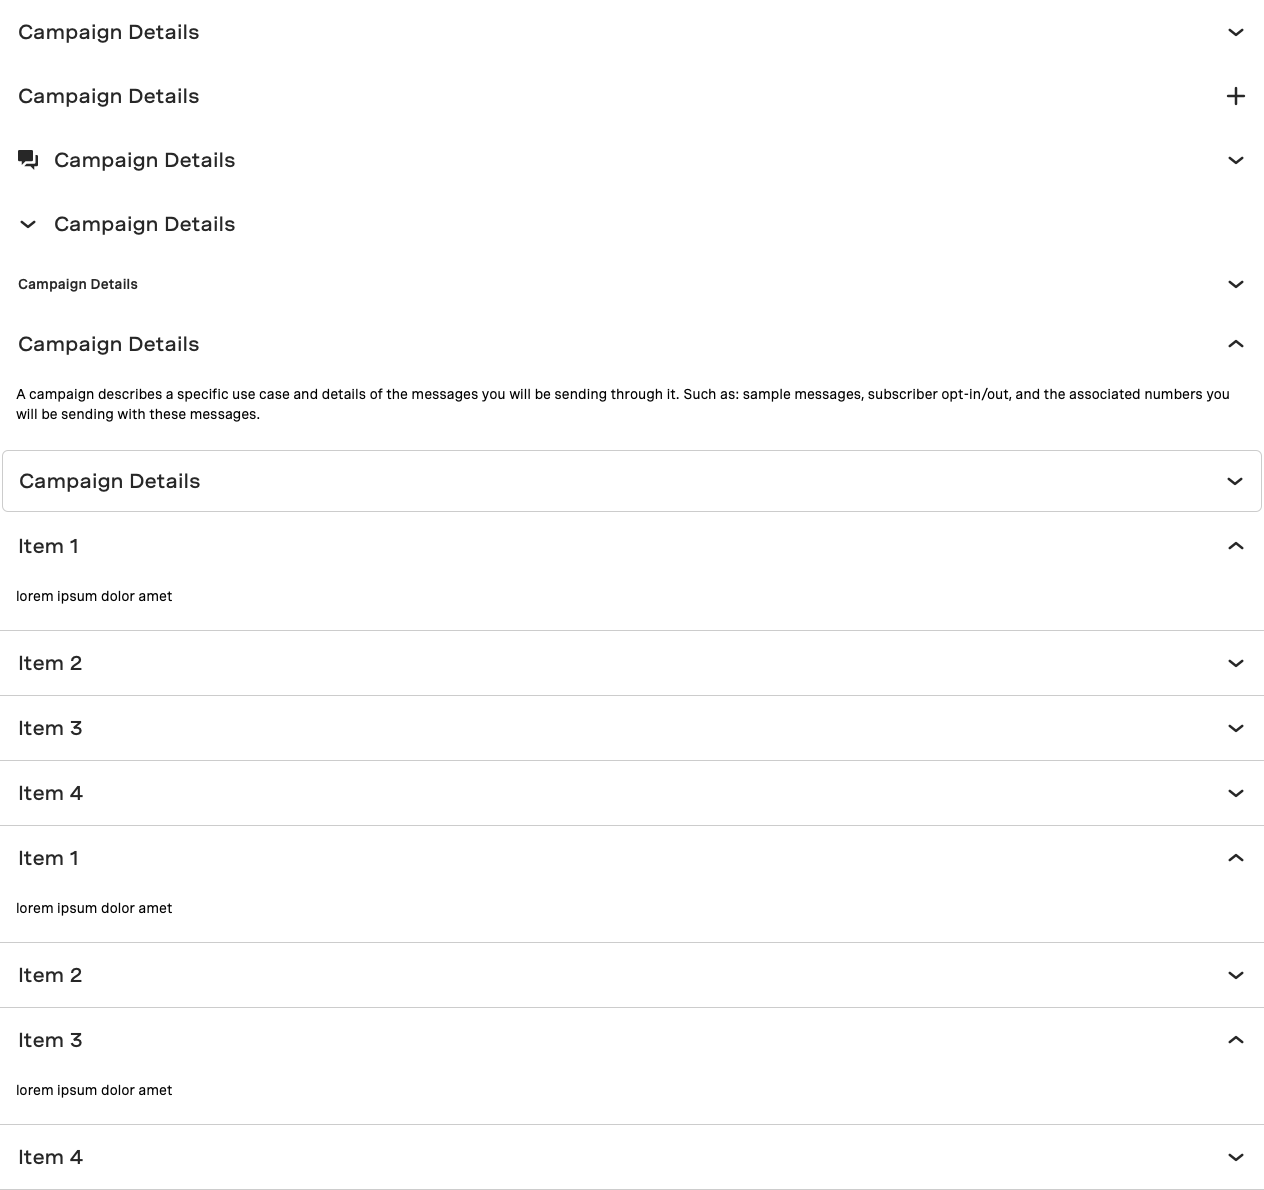 Campaign Details
Campaign Details
Campaign Details
Campaign Details
Campaign Details
Campaign Details
A campaign describes a specific use case and details of the messages you will be sending through it. Such as: sample messages, subscriber opt-in/out, and the associated numbers you
will be sending with these messages.
Campaign Details
Item 1
lorem ipsum dolor amet
Item 2
Item 3
Item 4
Item 1
lorem ipsum dolor amet
Item 2
Item 3
lorem ipsum dolor amet
Item 4